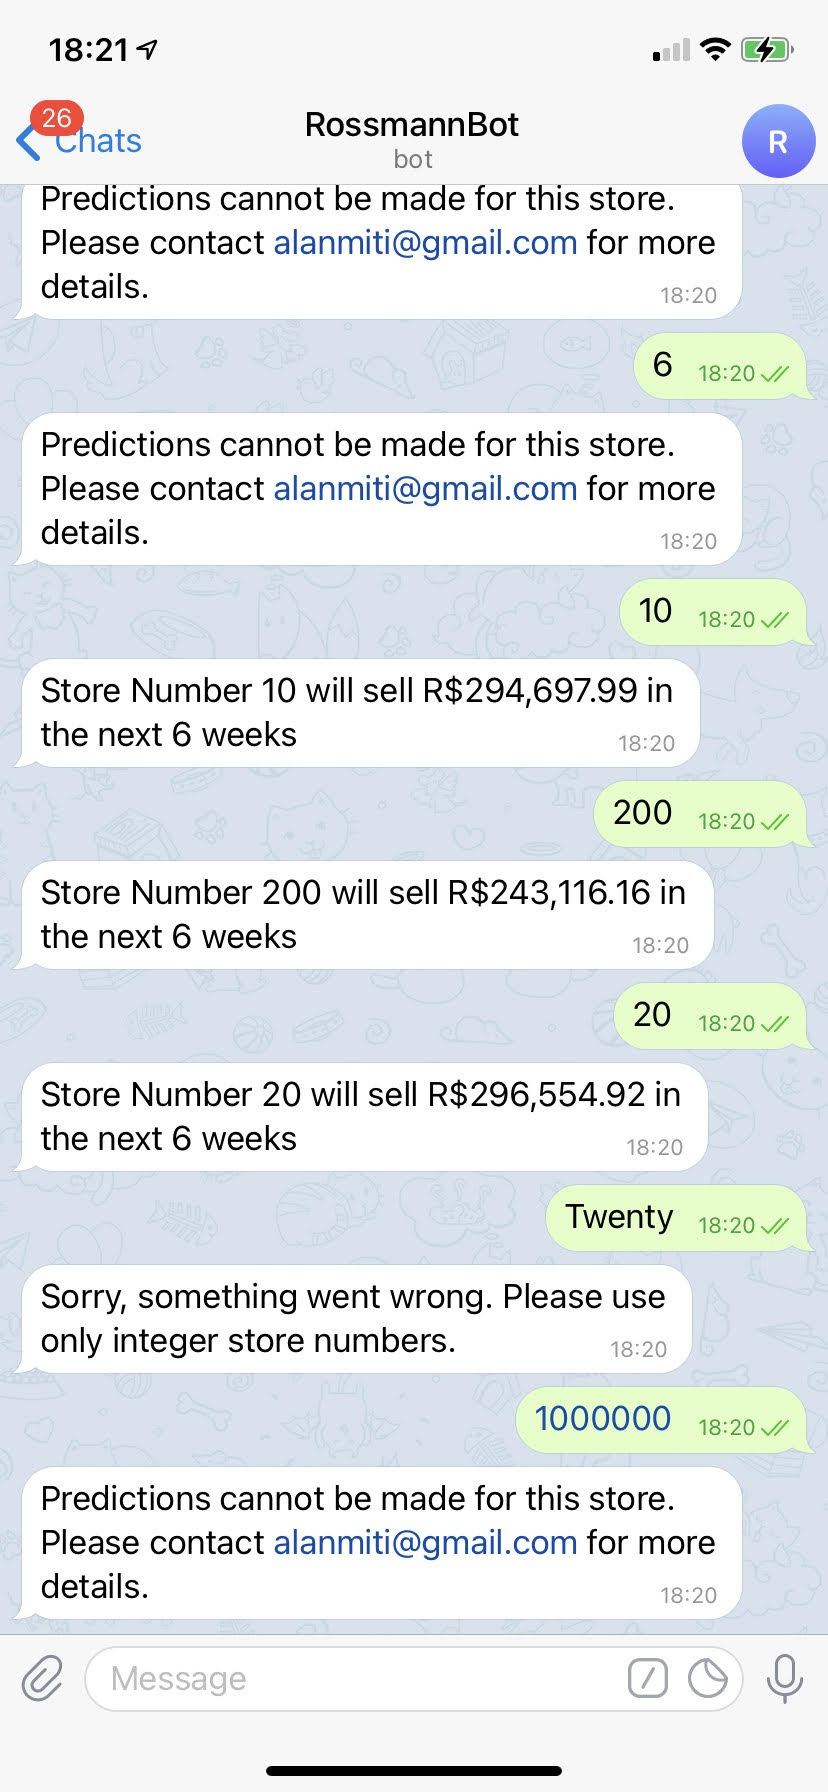 18:21
26
Chats
RossmannBot
bot
R
Predictions cannot be made for this store.
Please contact alanmiti@gmail.com for more
details.
18:20
6 18:20
Predictions cannot be made for this store.
Please contact alanmiti@gmail.com for more
details.
18:20
10 18:20
Store Number 10 will sell R$294,697.99 in
the next 6 weeks
18:20
200 18:20
Store Number 200 will sell R$243,116.16 in
the next 6 weeks
18:20
20 18:20
Store Number 20 will sell R$296,554.92 in
the next 6 weeks
18:20
Twenty 18:20
Sorry, something went wrong. Please use
only integer store numbers.
18:20
1000000 18:20
Predictions cannot be made for this store.
Please contact alanmiti@gmail.com for more
details.
18:20
Message